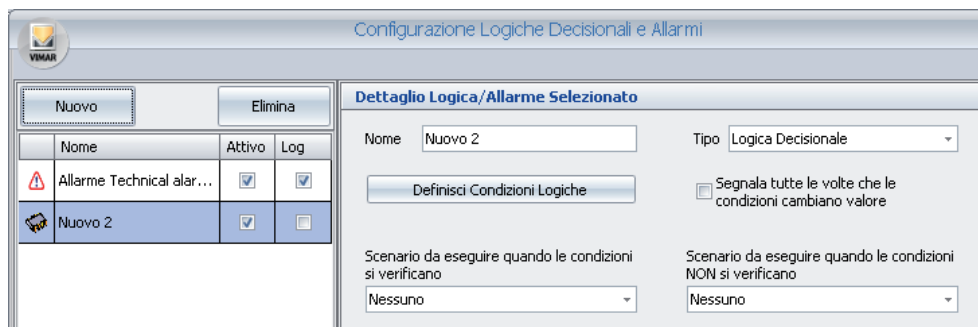 Configurazione Logiche Decisionali e Allarmi
VIMAR
Nuovo
Elimina
Nome
Attivo
Log
Allarme Technical alar...
Nuovo 2
Dettaglio Logica/Allarme Selezionato
Nome
Nuovo 2
Tipo
Logica Decisionale
Definisci Condizioni Logiche
Segnala tutte le volte che le
condizioni cambiano valore
Scenario da eseguire quando le condizioni
si verificano
Nessuno
Scenario da eseguire quando le condizioni
NON si verificano
Nessuno